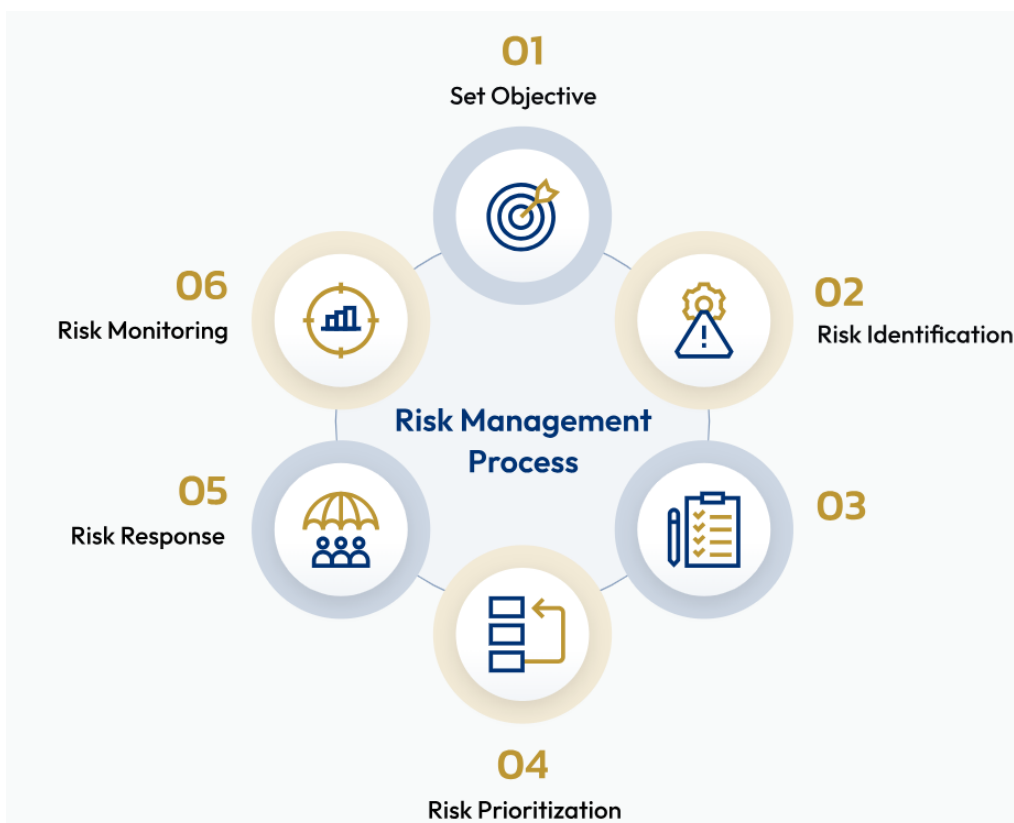 01
Set Objective
02
Risk Identification
03
04
Risk Prioritization
05
Risk Response
06
Risk Monitoring
Risk Management
Process